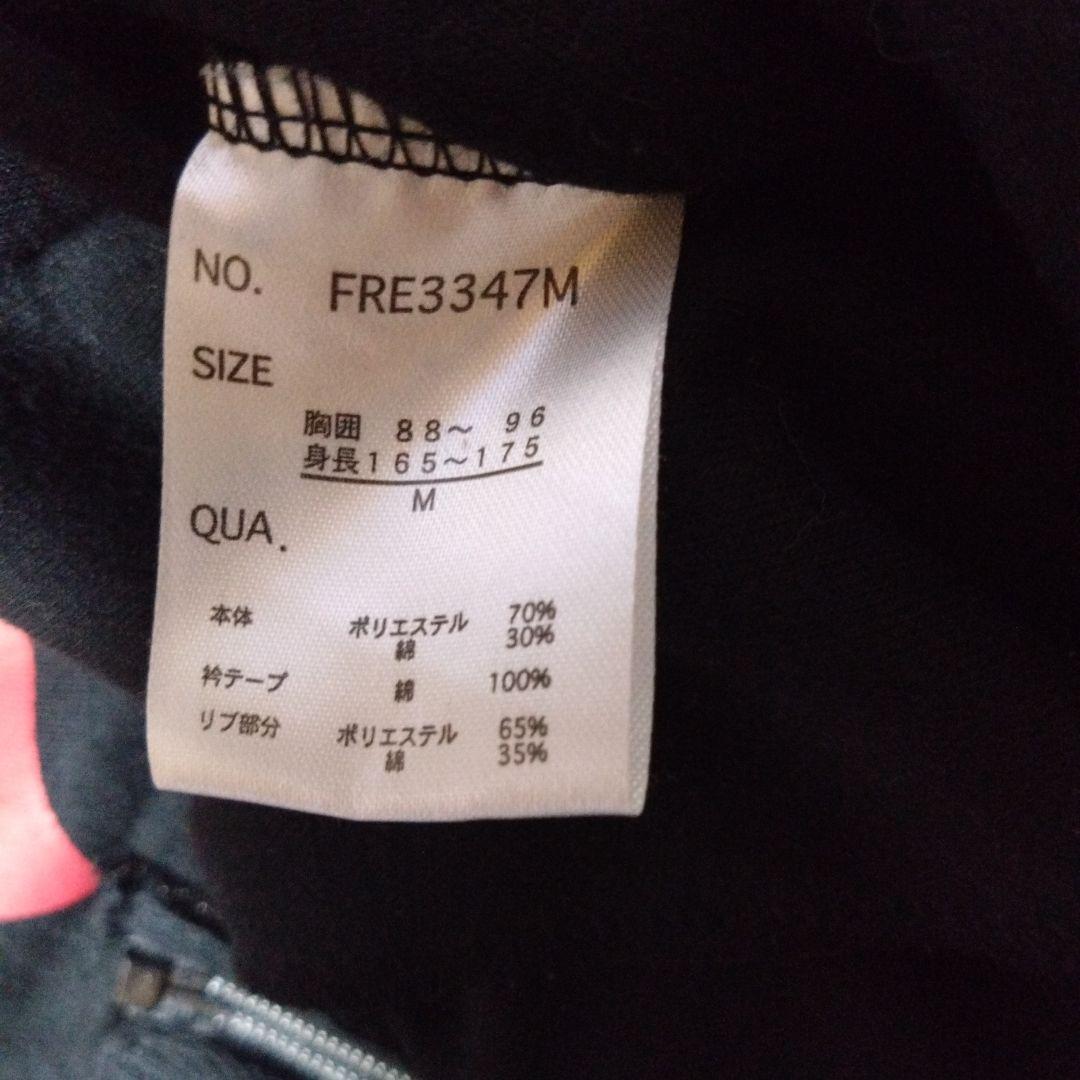 NO. FRE3347M
SIZE
胸囲 88～ 96
身長165～175
M
QUA.
本体 ポリエステル 70%
綿 30%
衿テープ 綿 100%
リブ部分 ポリエステル 65%
綿 35%